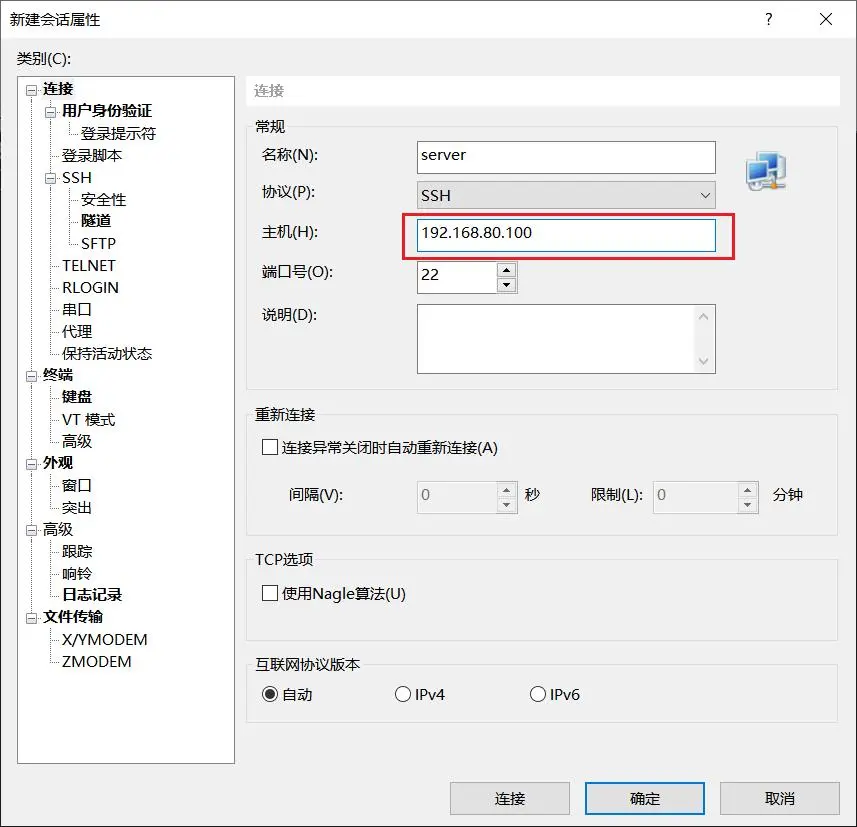 新建会话属性
?
类别(C):
连接
用户身份验证
登录提示符
登录脚本
SSH
安全性
隧道
SFTP
TELNET
RLOGIN
串口
代理
保持活动状态
终端
键盘
VT 模式
高级
外观
窗口
突出
高级
跟踪
响铃
日志记录
文件传输
X/YMODEM
ZMODEM
连接
常规
名称(N): server
协议(P): SSH
主机(H): 192.168.80.100
端口号(O): 22
说明(D):
重新连接
连接异常关闭时自动重新连接(A)
间隔(V): 0 秒 限制(L): 0 分钟
TCP选项
使用Nagle算法(U)
互联网协议版本
自动 IPv4 IPv6
连接 确定 取消